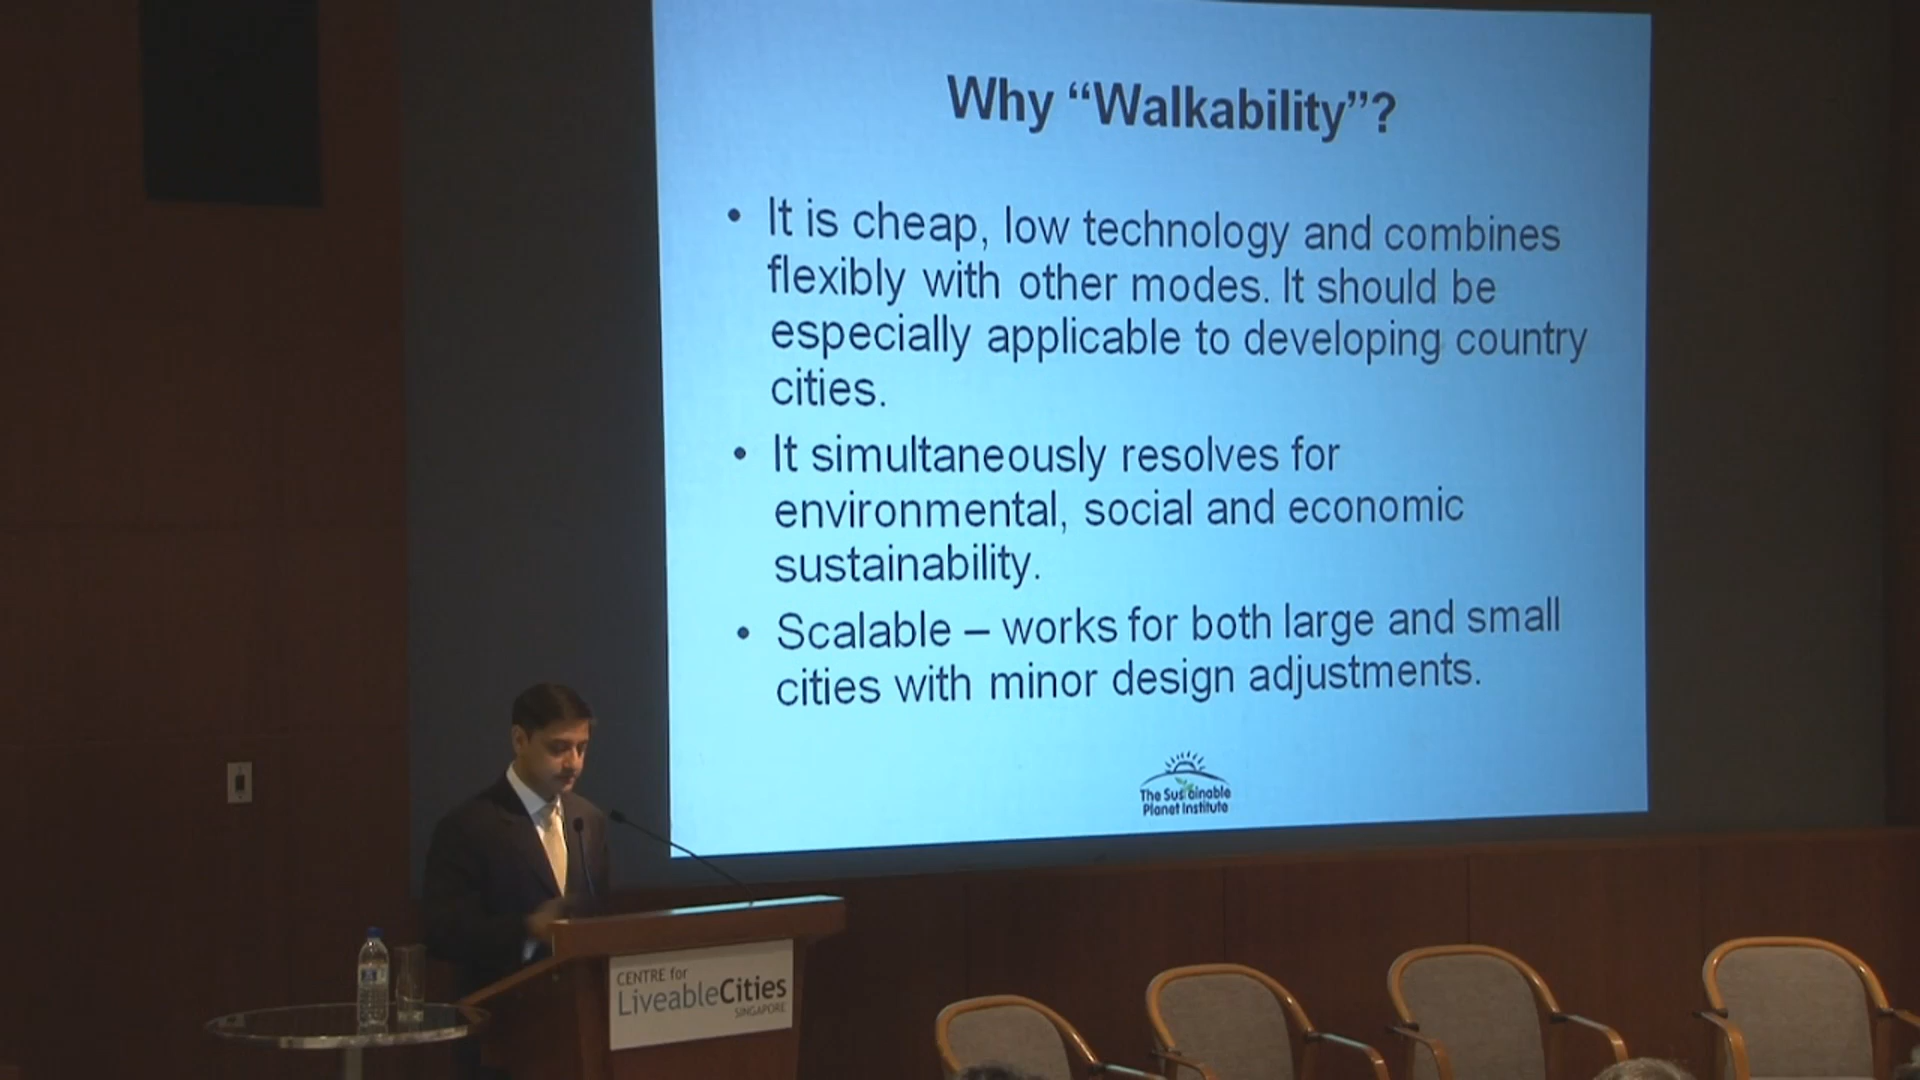 Why “Walkability”?
• It is cheap, low technology and combines
flexibly with other modes. It should be
especially applicable to developing country
cities.
• It simultaneously resolves for
environmental, social and economic
sustainability.
• Scalable – works for both large and small
cities with minor design adjustments.
The Sustainable
Planet Institute
CENTRE for
LiveableCities
SINGAPORE